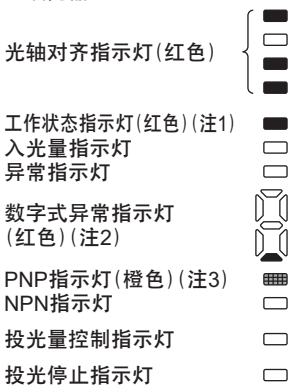 光轴对齐指示灯(红色)
工作状态指示灯(红色)(注1)
入光量指示灯
异常指示灯
数字式异常指示灯
(红色)(注2)
PNP指示灯(橙色)(注3)
NPN指示灯
投光量控制指示灯
投光停止指示灯